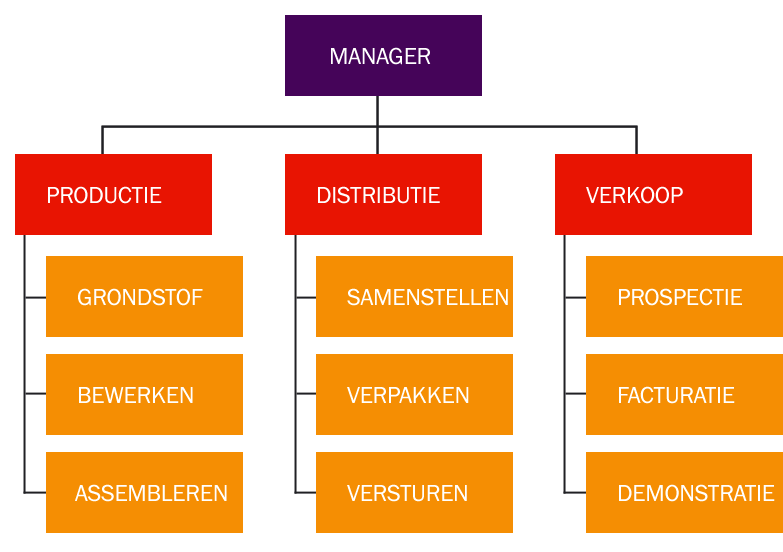 MANAGER
PRODUCTIE
DISTRIBUTIE
VERKOOP
GRONDSTOF
SAMENSTELLEN
PROSPECTIE
BEWERKEN
VERPAKKEN
FACTURATIE
ASSEMBLEREN
VERSTUREN
DEMONSTRATIE